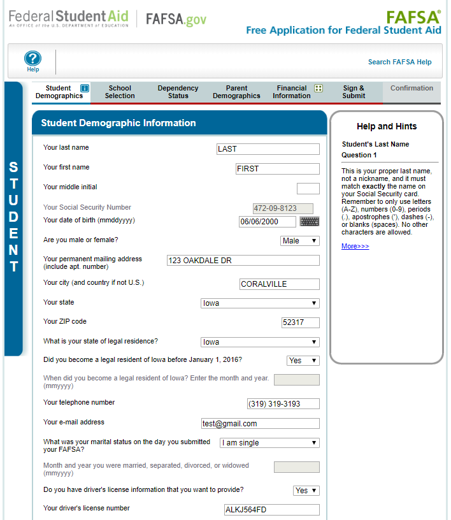 Federal Student Aid FAFSA.gov
AN OFFICE of the U.S. DEPARTMENT of EDUCATION
FAFSA®
Free Application for Federal Student Aid
?
Help
Search FAFSA Help
Student Demographics
School Selection
Dependency Status
Parent Demographics
Financial Information
Sign & Submit
Confirmation
STUDENT
Student Demographic Information
Your last name LAST
Your first name FIRST
Your middle initial
Your Social Security Number 472-09-8123
Your date of birth (mmddyyyy) 06/06/2000
Are you male or female? Male
Your permanent mailing address 123 OAKDALE DR
(include apt. number)
Your city (and country if not U.S.) CORALVILLE
Your state Iowa
Your ZIP code 52317
What is your state of legal residence? Iowa
Did you become a legal resident of Iowa before January 1, 2016? Yes
When did you become a legal resident of Iowa? Enter the month and year.
(mmyyyy)
Your telephone number (319) 319-3193
Your e-mail address test@gmail.com
What was your marital status on the day you submitted I am single
your FAFSA?
Month and year you were married, separated, divorced, or widowed
(mmyyyy)
Do you have driver's license information that you want to provide? Yes
Your driver's license number ALKJ564FD
Help and Hints
Student's Last Name
Question 1
This is your proper last name,
not a nickname, and it must
match exactly the name on
your Social Security card.
Remember to only use letters
(A-Z), numbers (0-9), periods
(.), apostrophes ('), dashes (-),
or blanks (spaces). No other
characters are allowed.
More>>>